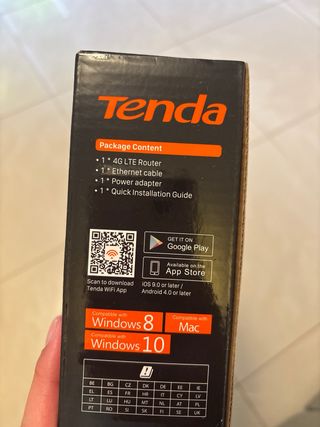 Tenda
Package Content
• 1 * 4G LTE Router
• 1 * Ethernet cable
• 1 * Power adapter
• 1 * Quick Installation Guide
GET IT ON
Google Play
Available on the
App Store
Scan to download
Tenda WiFi App
iOS 9.0 or later /
Android 4.0 or later
Compatible with
Windows 8
Compatible with
Mac
Compatible with
Windows 10
BE BG CZ DK DE EE IE
EL ES FR HR IT CY LV
LT LU HU MT NL AT PL
PT RO SI SK FI SE UK